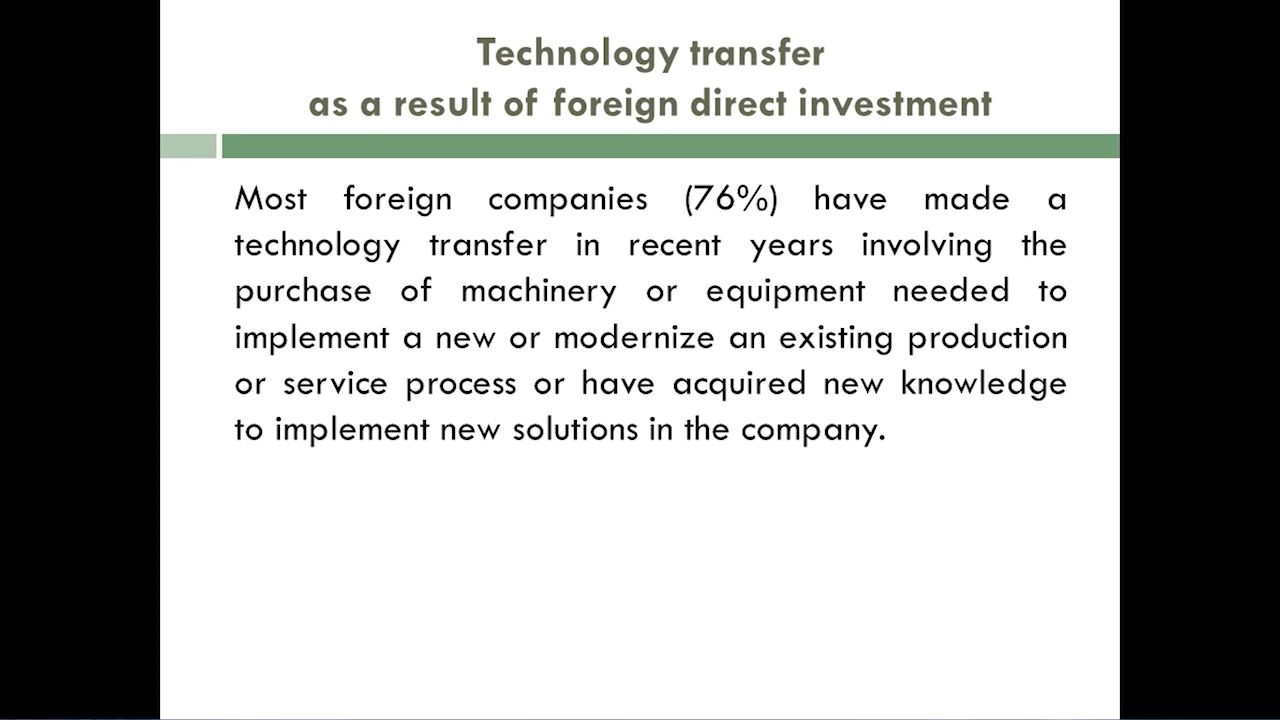 Technology transfer
as a result of foreign direct investment
Most foreign companies (76%) have made a
technology transfer in recent years involving the
purchase of machinery or equipment needed to
implement a new or modernize an existing production
or service process or have acquired new knowledge
to implement new solutions in the company.